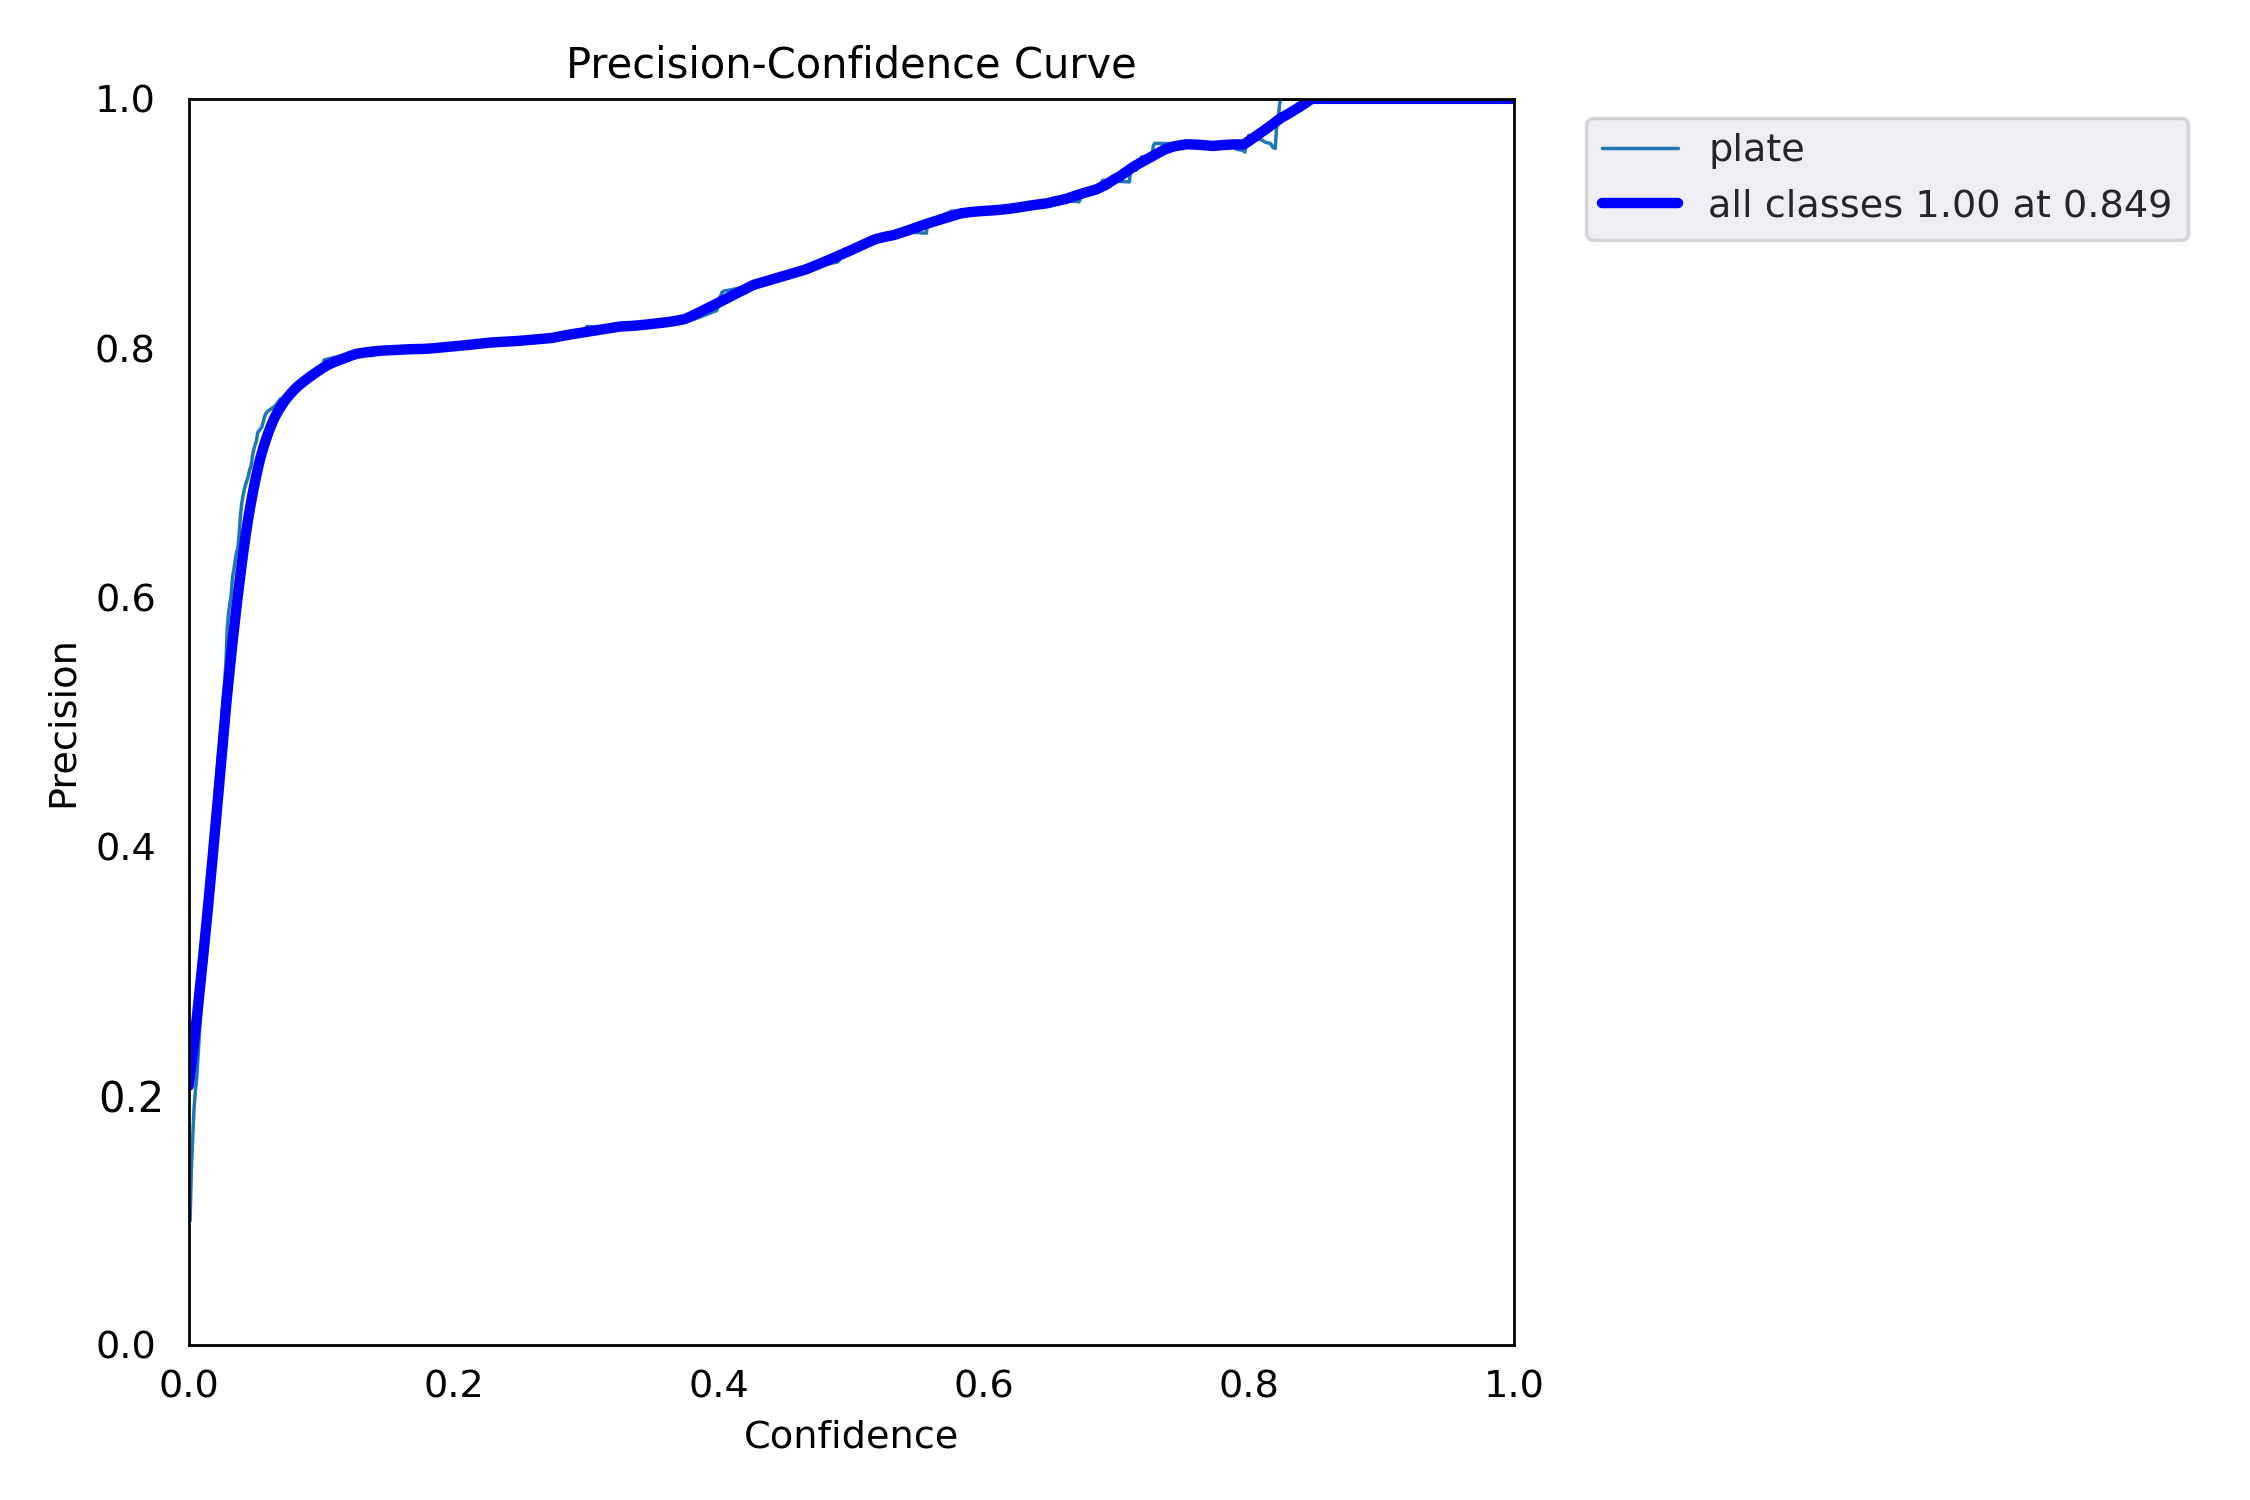 Precision-Confidence Curve
1.0
0.8
0.6
0.4
0.2
0.0
Precision
0.0 0.2 0.4 0.6 0.8 1.0
Confidence
plate
all classes 1.00 at 0.849